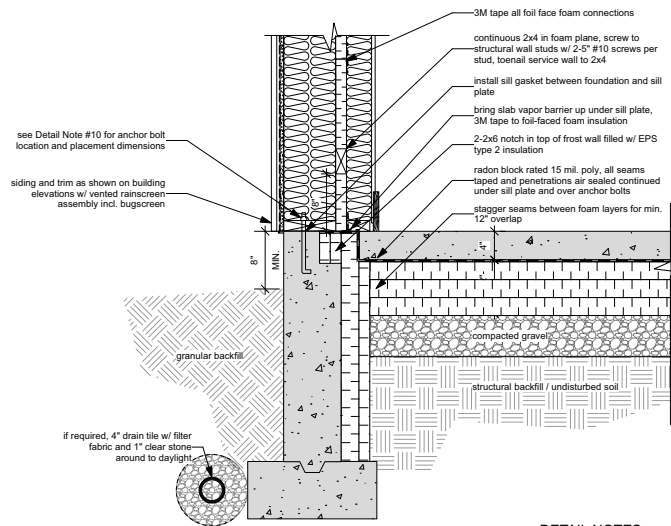 3M tape all foil face foam connections
continuous 2x4 in foam plane, screw to
structural wall studs w/ 2-5" #10 screws per
stud, toenail service wall to 2x4
install sill gasket between foundation and sill
plate
bring slab vapor barrier up under sill plate,
3M tape to foil-faced foam insulation
2-2x6 notch in top of frost wall filled w/ EPS
type 2 insulation
radon block rated 15 mil. poly, all seams
taped and penetrations air sealed continued
under sill plate and over anchor bolts
stagger seams between foam layers for min.
12" overlap
see Detail Note #10 for anchor bolt
location and placement dimensions
siding and trim as shown on building
elevations w/ vented rainscreen
assembly incl. bugscreen
8"
8"
MIN.
4"
granular backfill
compacted gravel
structural backfill / undisturbed soil
if required, 4" drain tile w/ filter
fabric and 1" clear stone
around to daylight